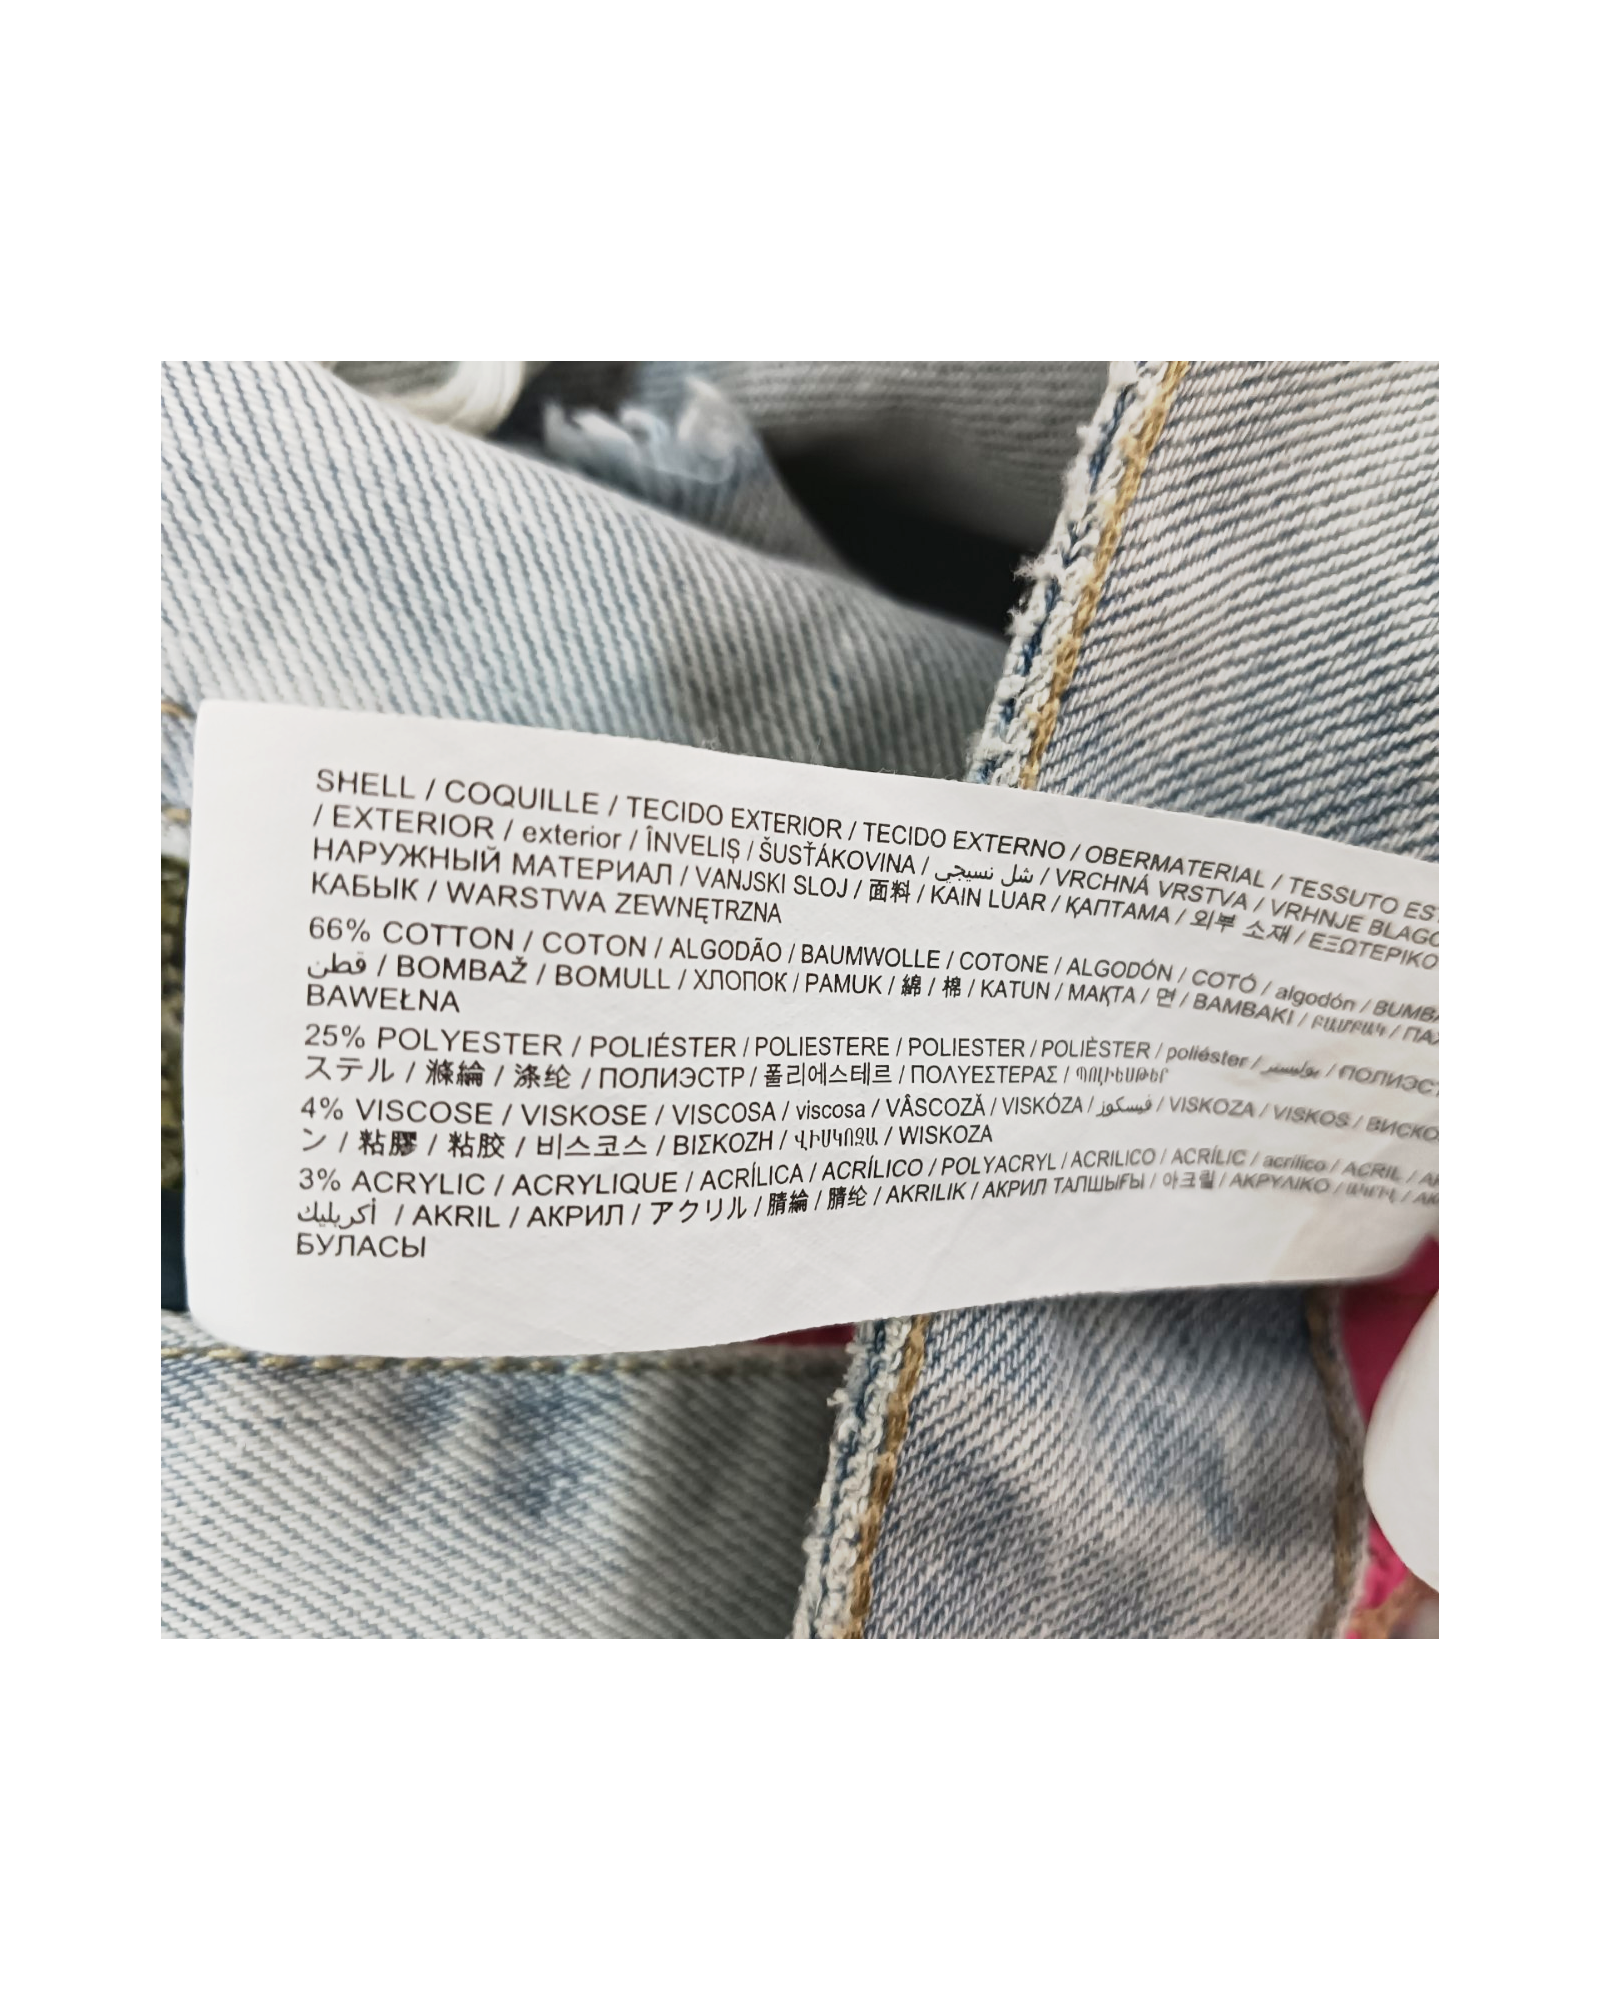 SHELL / COQUILLE / TECIDO EXTERIOR / TECIDO EXTERNO / OBERMATERIAL / TESSUTO
/ EXTERIOR / exterior / ÎNVELIȘ / ŠUSŤÁKOVINA / شل نسيجي / VRCHNÁ VRSTVA / VRHNJE
НАРУЖНЫЙ МАТЕРИАЛ / VANJSKI SLOJ / 面料 / KAIN LUAR / ҚАПТАМА / 외부 소재 /
КАБЫК / WARSTWA ZEWNĘTRZNA
66% COTTON / COTON / ALGODÃO / BAUMWOLLE / COTONE / ALGODÓN / COTÓ / algodón /
قطن / BOMBAŽ / BOMULL / ХЛОПОК / PAMUK / 綿 / 棉 / KATUN / МАҚТА / 면 / BAMBAKI / ԲԱՄԲԱԿ /
BAWEŁNA
25% POLYESTER / POLIÉSTER / POLIESTERE / POLIESTER / POLIÈSTER / poliéster /
ステル / 滌綸 / 涤纶 / ПОЛИЭСТР / 폴리에스테르 / ΠΟΛΥΕΣΤΕΡΑΣ / ՊՈԼԻԵՍԹԵՐ
4% VISCOSE / VISKOSE / VISCOSA / viscosa / VÂSCOZĂ / VISKÓZA / فيسكوز / VISKOZA / VISKOS /
ン / 粘膠 / 粘胶 / 비스코스 / ΒΙΣΚΟΖΗ / ՎԻՍԿՈԶԱ / WISKOZA
3% ACRYLIC / ACRYLIQUE / ACRÍLICA / ACRÍLICO / POLYACRYL / ACRILICO / ACRÍLIC / acrílico / ACRIL /
أكريليك / AKRIL / АКРИЛ / アクリル / 腈綸 / 腈纶 / AKRILIK / АКРИЛ ТАЛШЫҒЫ / 아크릴 / ΑΚΡΥΛΙΚΟ /
БУЛАСЫ